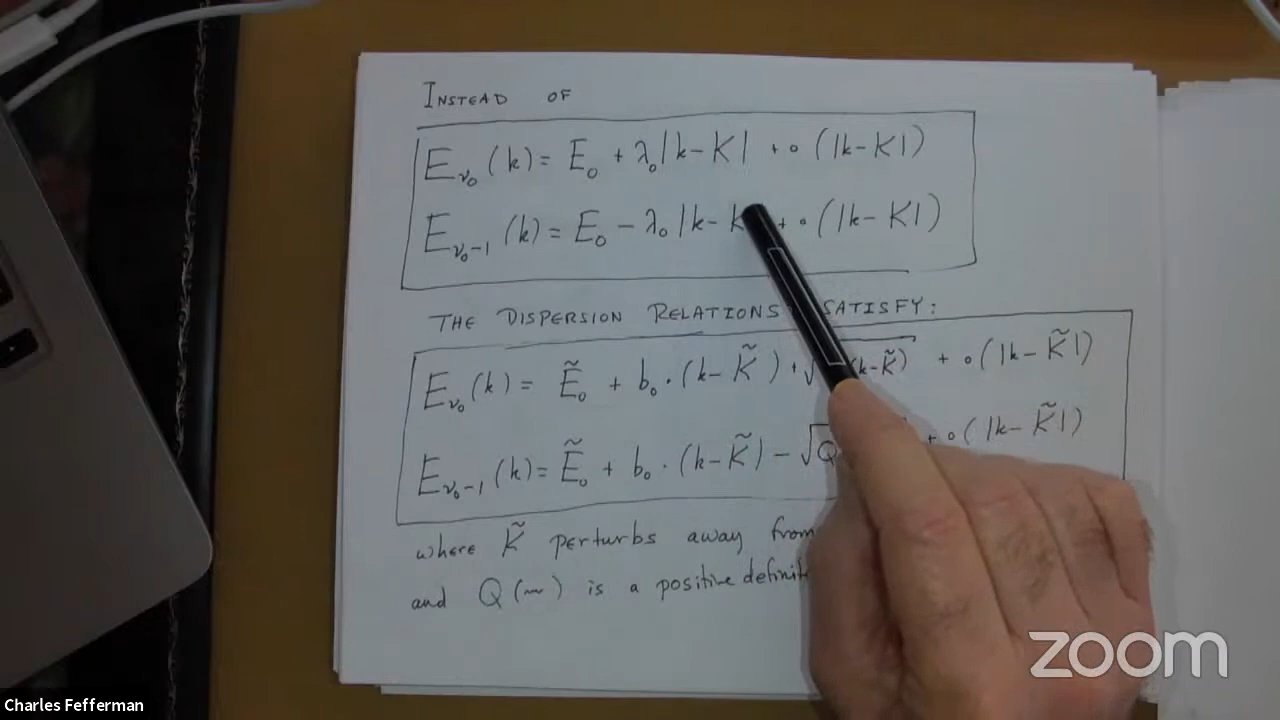 INSTEAD OF
E_{ν₀}(k) = E₀ + λ₀|k−K| + o(|k−K|)
E_{ν₀−1}(k) = E₀ − λ₀|k−K + o(|k−K|)
THE DISPERSION RELATIONS SATISFY:
E_{ν₀}(k) = Ẽ₀ + b₀·(k−K̃) + √ (k−K̃) + o(|k−K̃|)
E_{ν₀−1}(k) = Ẽ₀ + b₀·(k−K̃) − √Q + o(|k−K̃|)
where K̃ perturbs away from
and Q(~) is a positive definite
zoom
Charles Fefferman